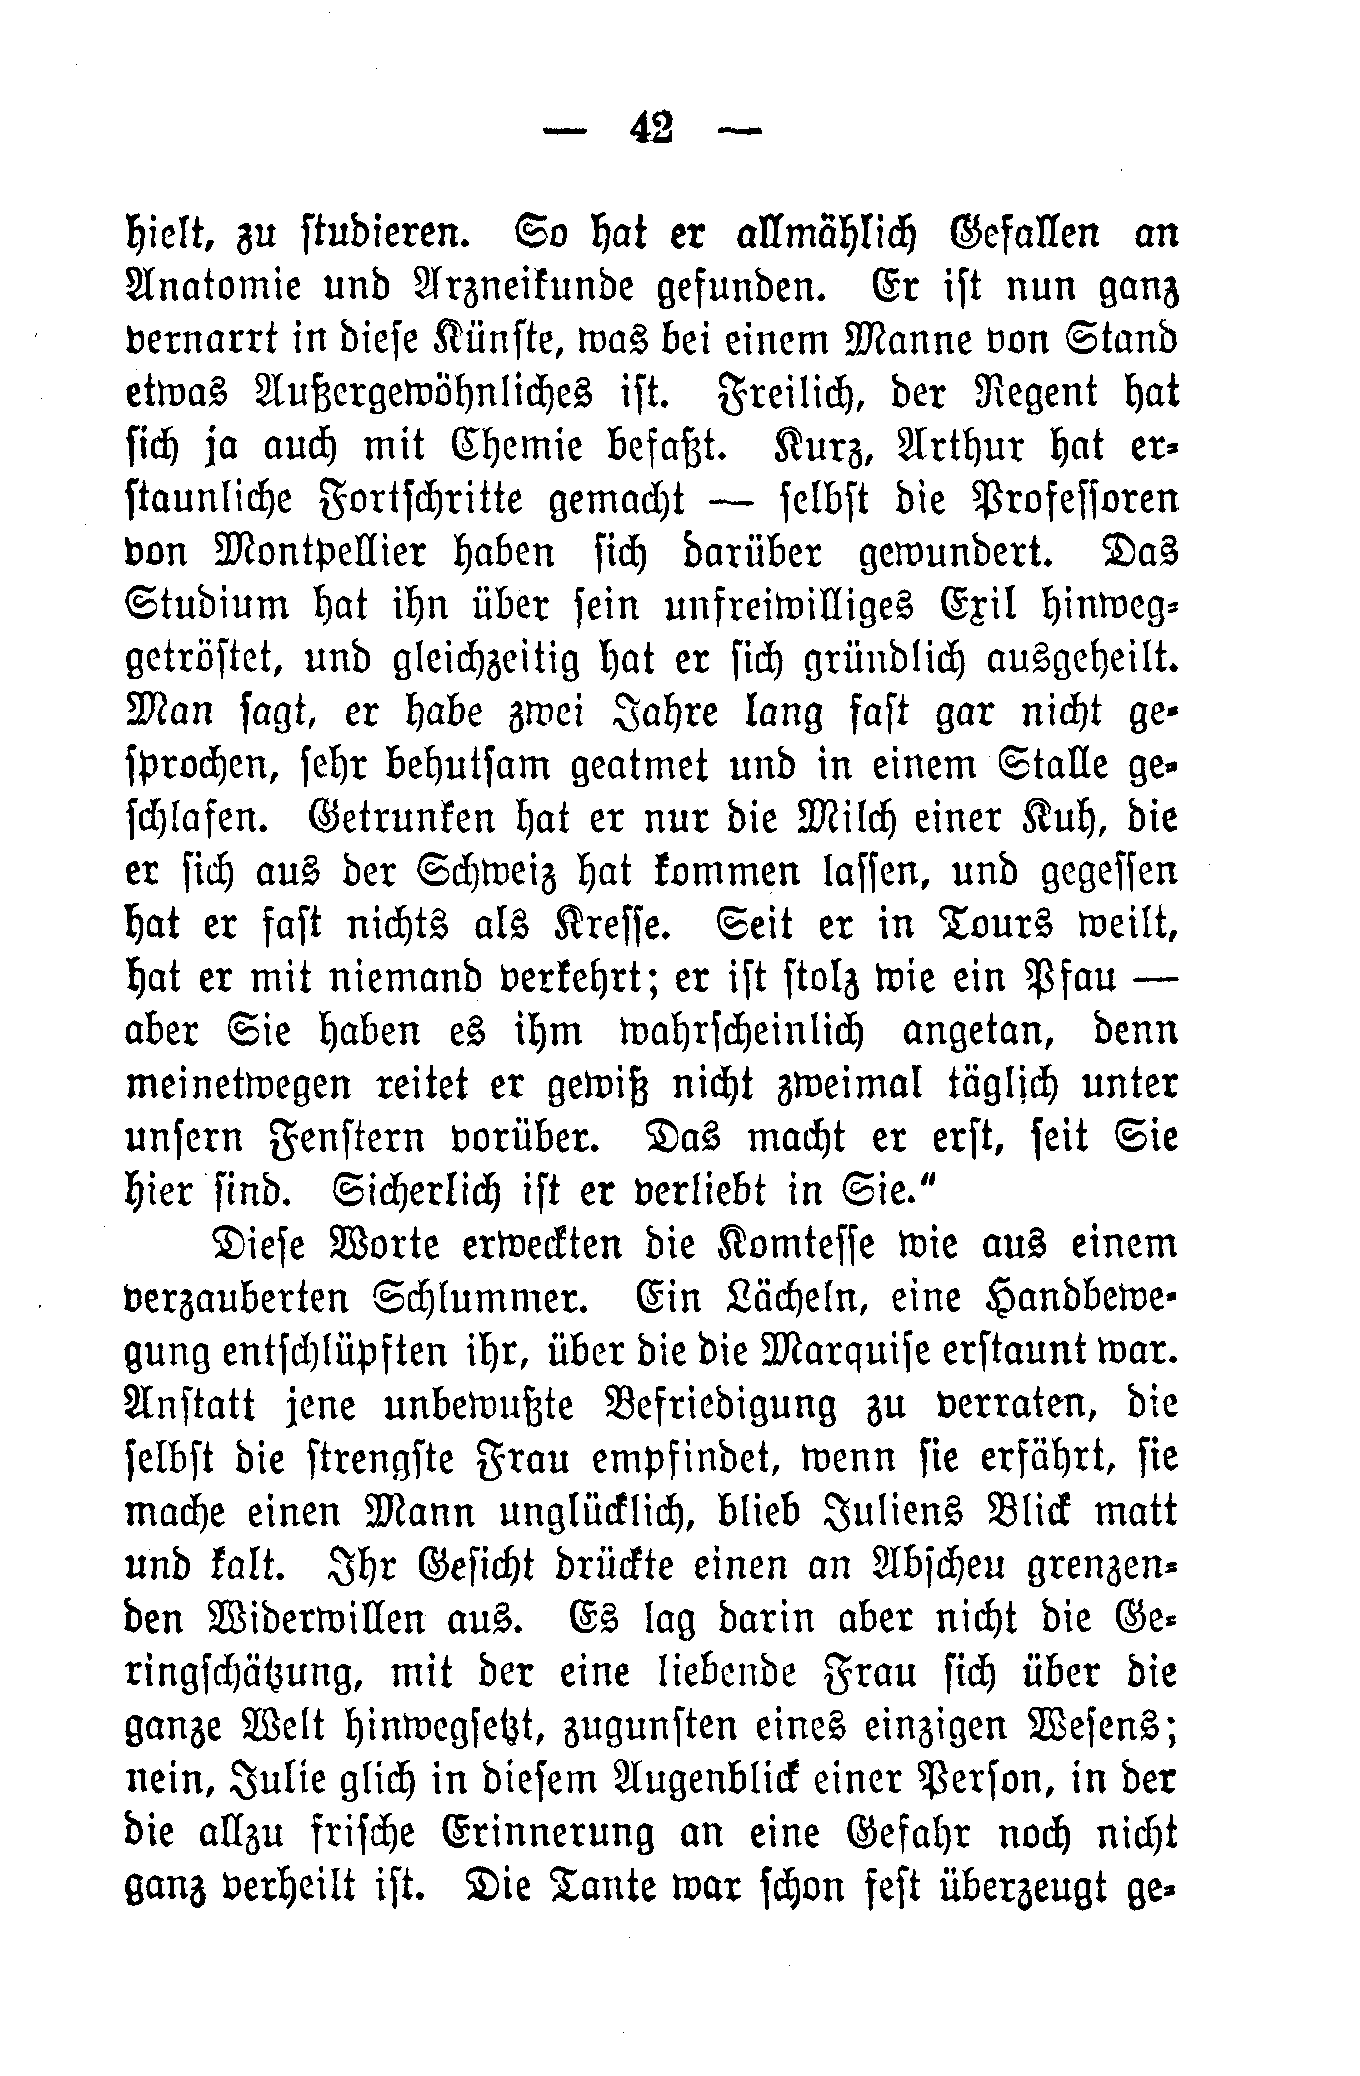 — 42 —
hielt, zu studieren. So hat er allmählich Gefallen an
Anatomie und Arzneikunde gefunden. Er ist nun ganz
vernarrt in diese Künste, was bei einem Manne von Stand
etwas Außergewöhnliches ist. Freilich, der Regent hat
sich ja auch mit Chemie befaßt. Kurz, Arthur hat er-
staunliche Fortschritte gemacht — selbst die Professoren
von Montpellier haben sich darüber gewundert. Das
Studium hat ihn über sein unfreiwilliges Exil hinweg-
getröstet, und gleichzeitig hat er sich gründlich ausgeheilt.
Man sagt, er habe zwei Jahre lang fast gar nicht ge-
sprochen, sehr behutsam geatmet und in einem Stalle ge-
schlafen. Getrunken hat er nur die Milch einer Kuh, die
er sich aus der Schweiz hat kommen lassen, und gegessen
hat er fast nichts als Kresse. Seit er in Tours weilt,
hat er mit niemand verkehrt; er ist stolz wie ein Pfau —
aber Sie haben es ihm wahrscheinlich angetan, denn
meinetwegen reitet er gewiß nicht zweimal täglich unter
unsern Fenstern vorüber. Das macht er erst, seit Sie
hier sind. Sicherlich ist er verliebt in Sie.“
Diese Worte erweckten die Komtesse wie aus einem
verzauberten Schlummer. Ein Lächeln, eine Handbewe-
gung entschlüpften ihr, über die die Marquise erstaunt war.
Anstatt jene unbewußte Befriedigung zu verraten, die
selbst die strengste Frau empfindet, wenn sie erfährt, sie
mache einen Mann unglücklich, blieb Juliens Blick matt
und kalt. Ihr Gesicht drückte einen an Abscheu grenzen-
den Widerwillen aus. Es lag darin aber nicht die Ge-
ringschätzung, mit der eine liebende Frau sich über die
ganze Welt hinwegsetzt, zugunsten eines einzigen Wesens;
nein, Julie glich in diesem Augenblick einer Person, in der
die allzu frische Erinnerung an eine Gefahr noch nicht
ganz verheilt ist. Die Tante war schon fest überzeugt ge-